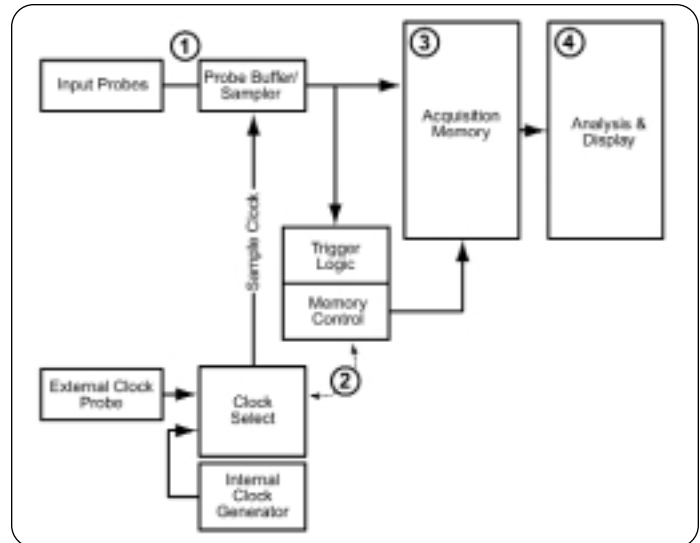 1
3
4
Input Probes
Probe Buffer/
Sampler
Acquisition
Memory
Analysis &
Display
Sample Clock
Trigger
Logic
Memory
Control
2
External Clock
Probe
Clock
Select
Internal
Clock
Generator